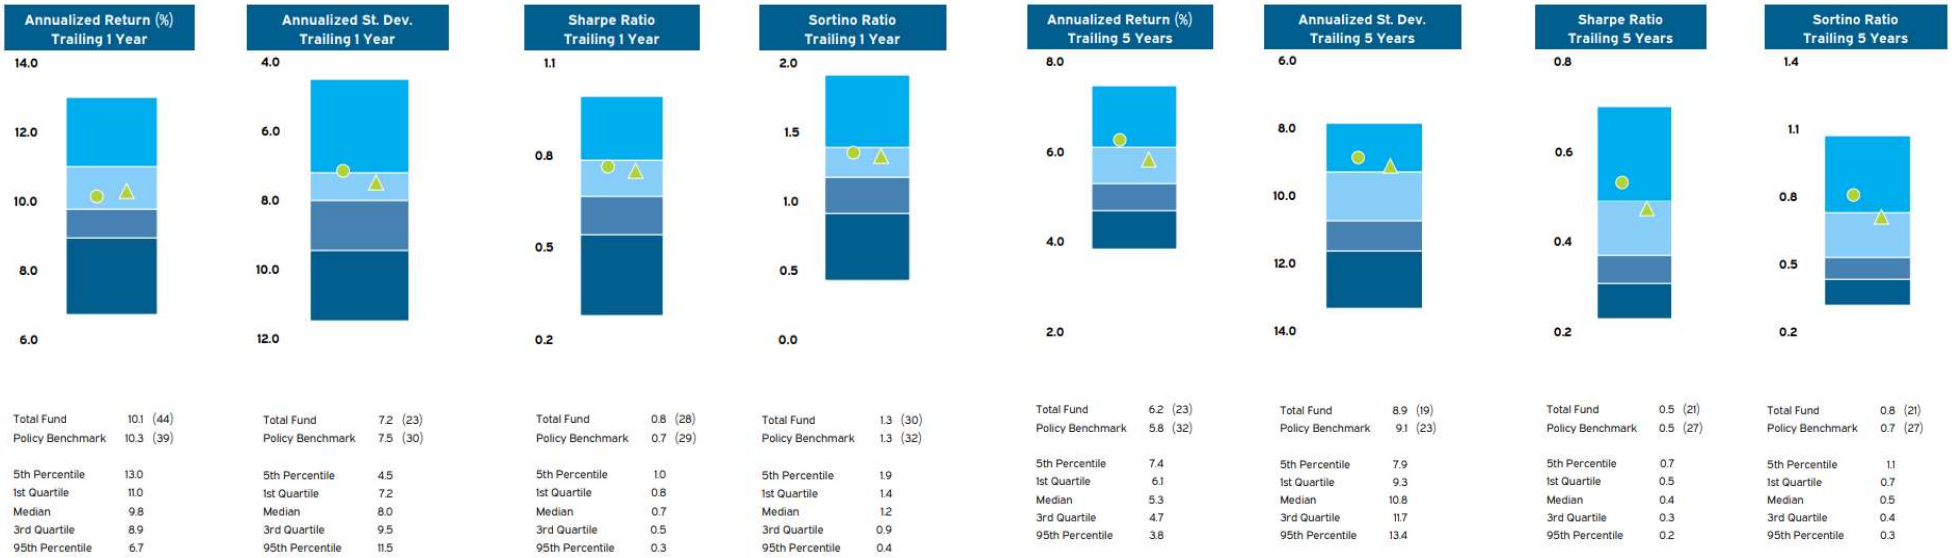 Annualized Return (%)
Trailing 1 Year
14.0
12.0
10.0
8.0
6.0
Total Fund 10.1 (44)
Policy Benchmark 10.3 (39)
5th Percentile 13.0
1st Quartile 11.0
Median 9.8
3rd Quartile 8.9
95th Percentile 6.7
Annualized St. Dev.
Trailing 1 Year
4.0
6.0
8.0
10.0
12.0
Total Fund 7.2 (23)
Policy Benchmark 7.5 (30)
5th Percentile 4.5
1st Quartile 7.2
Median 8.0
3rd Quartile 9.5
95th Percentile 11.5
Sharpe Ratio
Trailing 1 Year
1.1
0.8
0.5
0.2
Total Fund 0.8 (28)
Policy Benchmark 0.7 (29)
5th Percentile 1.0
1st Quartile 0.8
Median 0.7
3rd Quartile 0.5
95th Percentile 0.3
Sortino Ratio
Trailing 1 Year
2.0
1.5
1.0
0.5
0.0
Total Fund 1.3 (30)
Policy Benchmark 1.3 (32)
5th Percentile 1.9
1st Quartile 1.4
Median 1.2
3rd Quartile 0.9
95th Percentile 0.4
Annualized Return (%)
Trailing 5 Years
8.0
6.0
4.0
2.0
Total Fund 6.2 (23)
Policy Benchmark 5.8 (32)
5th Percentile 7.4
1st Quartile 6.1
Median 5.3
3rd Quartile 4.7
95th Percentile 3.8
Annualized St. Dev.
Trailing 5 Years
6.0
8.0
10.0
12.0
14.0
Total Fund 8.9 (19)
Policy Benchmark 9.1 (23)
5th Percentile 7.9
1st Quartile 9.3
Median 10.8
3rd Quartile 11.7
95th Percentile 13.4
Sharpe Ratio
Trailing 5 Years
0.8
0.6
0.4
0.2
Total Fund 0.5 (21)
Policy Benchmark 0.5 (27)
5th Percentile 0.7
1st Quartile 0.5
Median 0.4
3rd Quartile 0.3
95th Percentile 0.2
Sortino Ratio
Trailing 5 Years
1.4
1.1
0.8
0.5
0.2
Total Fund 0.8 (21)
Policy Benchmark 0.7 (27)
5th Percentile 1.1
1st Quartile 0.7
Median 0.5
3rd Quartile 0.4
95th Percentile 0.3